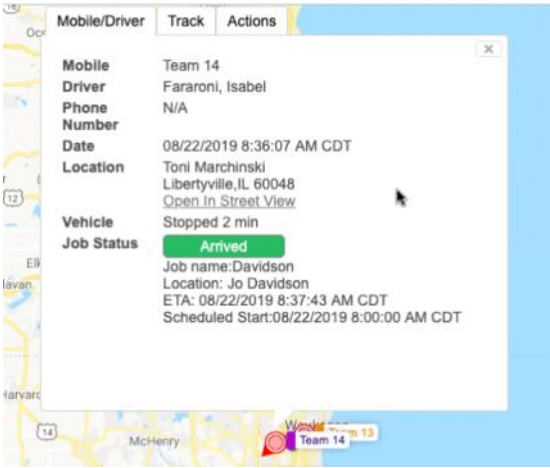 Mobile/Driver Track Actions
Mobile Team 14
Driver Fararoni, Isabel
Phone Number N/A
Date 08/22/2019 8:36:07 AM CDT
Location Toni Marchinski
Libertyville,IL 60048
Open In Street View
Vehicle Stopped 2 min
Job Status Arrived
Job name:Davidson
Location: Jo Davidson
ETA: 08/22/2019 8:37:43 AM CDT
Scheduled Start:08/22/2019 8:00:00 AM CDT
12
14
McHenry
Team 13
Team 14